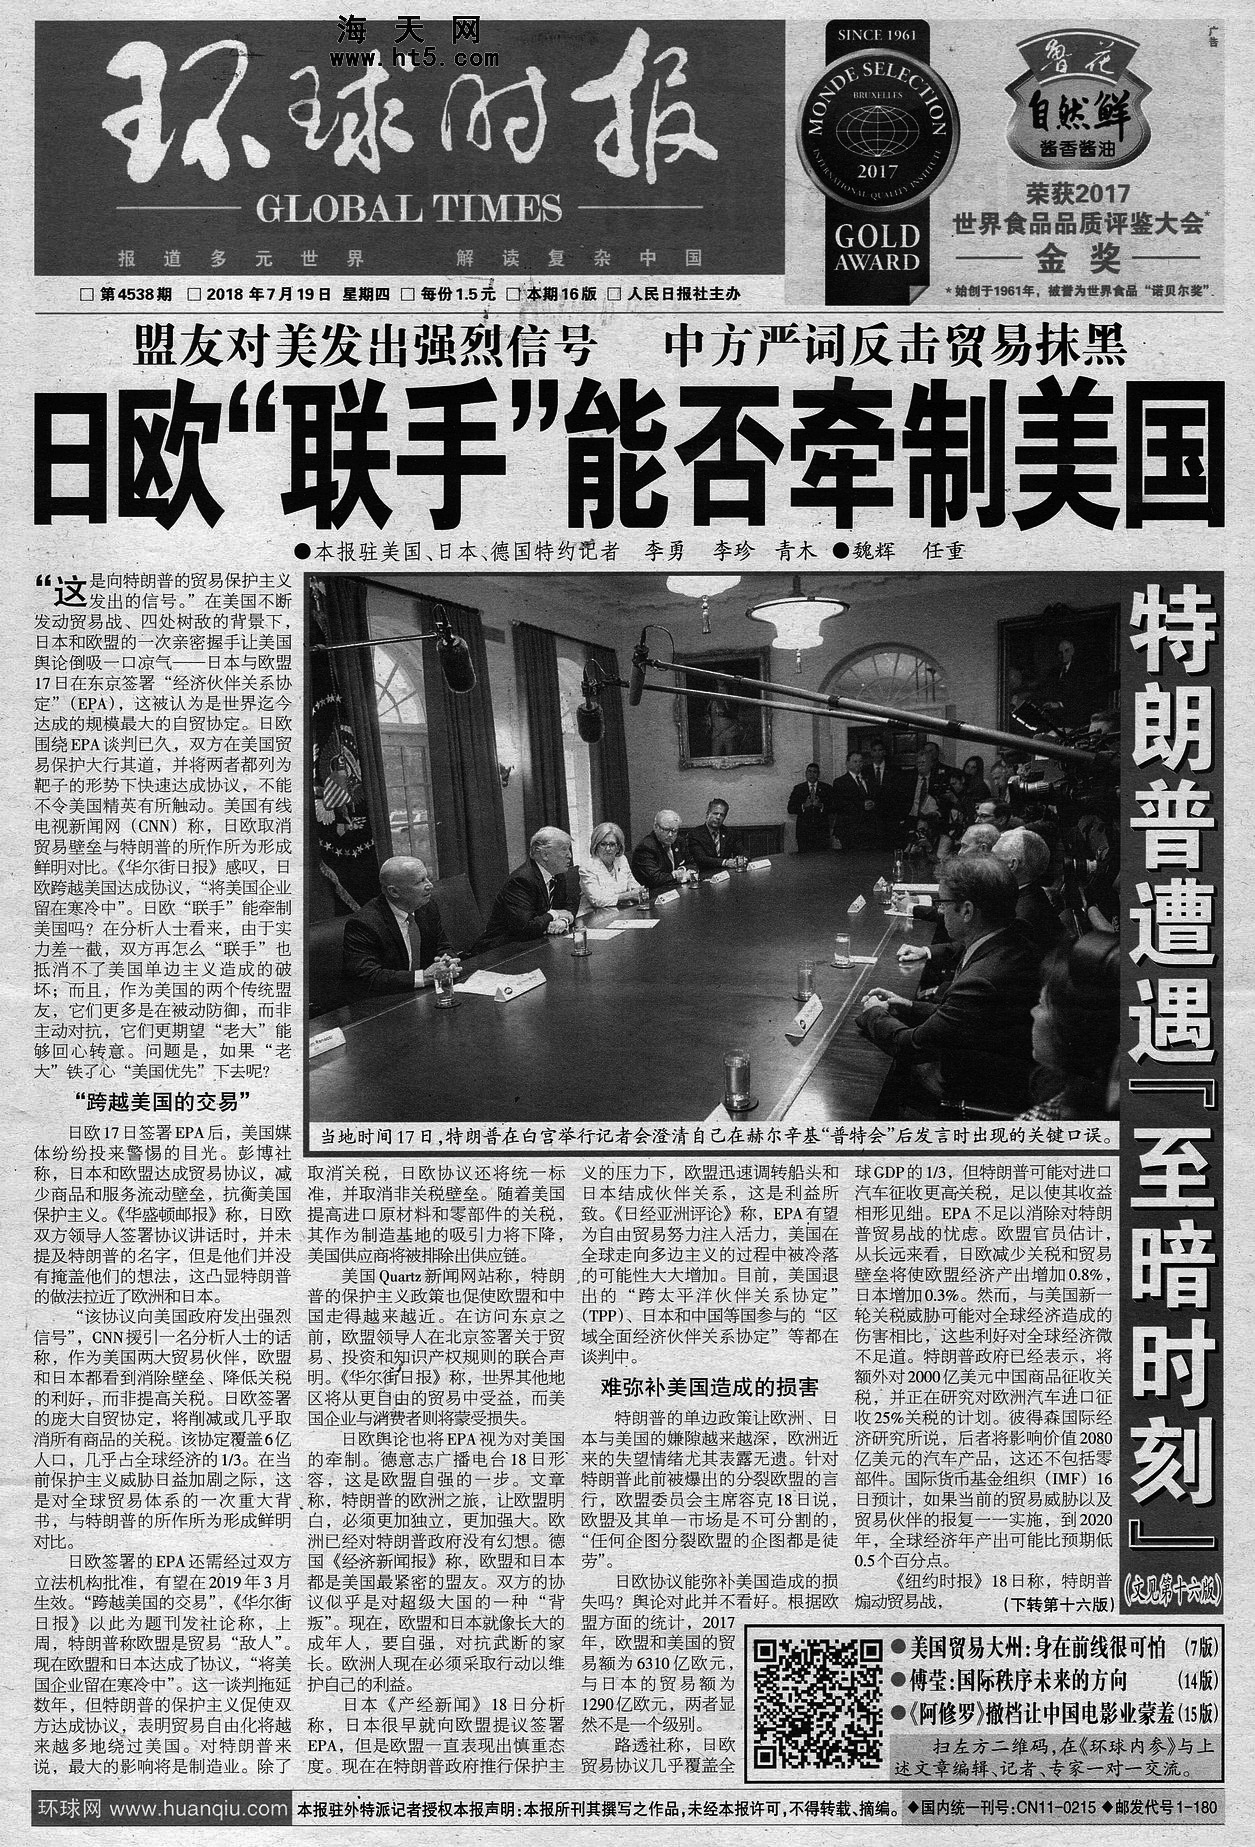 海天网
www.ht5.com
环球时报
GLOBAL TIMES
报道多元世界 解读复杂中国
SINCE 1961
MONDE SELECTION
BRUXELLES
2017
INTERNATIONAL QUALITY INSTITUTE
GOLD
AWARD
广告
鲁花
自然鲜
酱香酱油
荣获2017
世界食品品质评鉴大会*
金奖
*始创于1961年，被誉为世界食品“诺贝尔奖”.
□ 第4538期 □ 2018年7月19日 星期四 □ 每份1.5元 □ 本期16版 □ 人民日报社主办
盟友对美发出强烈信号 中方严词反击贸易抹黑
日欧“联手”能否牵制美国
●本报驻美国、日本、德国特约记者 李勇 李珍 青木 ●魏辉 任重
“这是向特朗普的贸易保护主义
发出的信号。”在美国不断
发动贸易战、四处树敌的背景下，
日本和欧盟的一次亲密握手让美国
舆论倒吸一口凉气——日本与欧盟
17日在东京签署“经济伙伴关系协
定”(EPA)，这被认为是世界迄今
达成的规模最大的自贸协定。日欧
围绕EPA谈判已久，双方在美国贸
易保护大行其道，并将两者都列为
靶子的形势下快速达成协议，不能
不令美国精英有所触动。美国有线
电视新闻网（CNN）称，日欧取消
贸易壁垒与特朗普的所作所为形成
鲜明对比。《华尔街日报》感叹，日
欧跨越美国达成协议，“将美国企业
留在寒冷中”。日欧“联手”能牵制
美国吗？在分析人士看来，由于实
力差一截，双方再怎么“联手”也
抵消不了美国单边主义造成的破
坏；而且，作为美国的两个传统盟
友，它们更多是在被动防御，而非
主动对抗，它们更期望“老大”能
够回心转意。问题是，如果“老
大”铁了心“美国优先”下去呢？
“跨越美国的交易”
日欧17日签署EPA后，美国媒
体纷纷投来警惕的目光。彭博社
称，日本和欧盟达成贸易协议，减
少商品和服务流动壁垒，抗衡美国
保护主义。《华盛顿邮报》称，日欧
双方领导人签署协议讲话时，并未
提及特朗普的名字，但是他们并没
有掩盖他们的想法，这凸显特朗普
的做法拉近了欧洲和日本。
“该协议向美国政府发出强烈
信号”，CNN援引一名分析人士的话
称，作为美国两大贸易伙伴，欧盟
和日本都看到消除壁垒、降低关税
的利好，而非提高关税。日欧签署
的庞大自贸协定，将削减或几乎取
消所有商品的关税。该协定覆盖6亿
人口，几乎占全球经济的1/3。在当
前保护主义威胁日益加剧之际，这
是对全球贸易体系的一次重大背
书，与特朗普的所作所为形成鲜明
对比。
日欧签署的EPA还需经过双方
立法机构批准，有望在2019年3月
生效。“跨越美国的交易”，《华尔街
日报》以此为题刊发社论称，上
周，特朗普称欧盟是贸易“敌人”。
现在欧盟和日本达成了协议，“将美
国企业留在寒冷中”。这一谈判拖延
数年，但特朗普的保护主义促使双
方达成协议，表明贸易自由化将越
来越多地绕过美国。对特朗普来
说，最大的影响将是制造业。除了
当地时间17日，特朗普在白宫举行记者会澄清自己在赫尔辛基“普特会”后发言时出现的关键口误。
取消关税，日欧协议还将统一标
准，并取消非关税壁垒。随着美国
提高进口原材料和零部件的关税，
其作为制造基地的吸引力将下降，
美国供应商将被排除出供应链。
美国Quartz新闻网站称，特朗
普的保护主义政策也促使欧盟和中
国走得越来越近。在访问东京之
前，欧盟领导人在北京签署关于贸
易、投资和知识产权规则的联合声
明。《华尔街日报》称，世界其他地
区将从更自由的贸易中受益，而美
国企业与消费者则将蒙受损失。
日欧舆论也将EPA视为对美国
的牵制。德意志广播电台18日形
容，这是欧盟自强的一步。文章
称，特朗普的欧洲之旅，让欧盟明
白，必须更加独立，更加强大。欧
洲已经对特朗普政府没有幻想。德
国《经济新闻报》称，欧盟和日本
都是美国最紧密的盟友。双方的协
议似乎是对超级大国的一种“背
叛”。现在，欧盟和日本就像长大的
成年人，要自强，对抗武断的家
长。欧洲人现在必须采取行动以维
护自己的利益。
日本《产经新闻》18日分析
称，日本很早就向欧盟提议签署
EPA，但是欧盟一直表现出慎重态
度。现在在特朗普政府推行保护主
义的压力下，欧盟迅速调转船头和
日本结成伙伴关系，这是利益所
致。《日经亚洲评论》称，EPA有望
为自由贸易努力注入活力，美国在
全球走向多边主义的过程中被冷落
的可能性大大增加。目前，美国退
出的“跨太平洋伙伴关系协定”
(TPP)、日本和中国等国参与的“区
域全面经济伙伴关系协定”等都在
谈判中。
难弥补美国造成的损害
特朗普的单边政策让欧洲、日
本与美国的嫌隙越来越深，欧洲近
来的失望情绪尤其表露无遗。针对
特朗普此前被爆出的分裂欧盟的言
行，欧盟委员会主席容克18日说，
欧盟及其单一市场是不可分割的，
“任何企图分裂欧盟的企图都是徒
劳”。
日欧协议能弥补美国造成的损
失吗？舆论对此并不看好。根据欧
盟方面的统计，2017
年，欧盟和美国的贸
易额为6310亿欧元，
与日本的贸易额为
1290亿欧元，两者显
然不是一个级别。
路透社称，日欧
贸易协议几乎覆盖全
球GDP的1/3，但特朗普可能对进口
汽车征收更高关税，足以使其收益
相形见绌。EPA不足以消除对特朗
普贸易战的忧虑。欧盟官员估计，
从长远来看，日欧减少关税和贸易
壁垒将使欧盟经济产出增加0.8%，
日本增加0.3%。然而，与美国新一
轮关税威胁可能对全球经济造成的
伤害相比，这些利好对全球经济微
不足道。特朗普政府已经表示，将
额外对2000亿美元中国商品征收关
税，并正在研究对欧洲汽车进口征
收25%关税的计划。彼得森国际经
济研究所说，后者将影响价值2080
亿美元的汽车产品，这还不包括零
部件。国际货币基金组织（IMF）16
日预计，如果当前的贸易威胁以及
贸易伙伴的报复一一实施，到2020
年，全球经济年产出可能比预期低
0.5个百分点。
《纽约时报》18日称，特朗普
煽动贸易战，
(下转第十六版)
特朗普遭遇『至暗时刻』
(文见第十六版)
●美国贸易大州：身在前线很可怕 (7版)
●傅莹：国际秩序未来的方向 (14版)
●《阿修罗》撤档让中国电影业蒙羞 (15版)
扫左方二维码，在《环球内参》与上
述文章编辑、记者、专家一对一交流。
环球网 www.huanqiu.com
本报驻外特派记者授权本报声明：本报所刊其撰写之作品，未经本报许可，不得转载、摘编。
◆国内统一刊号：CN11-0215 ◆邮发代号1-180